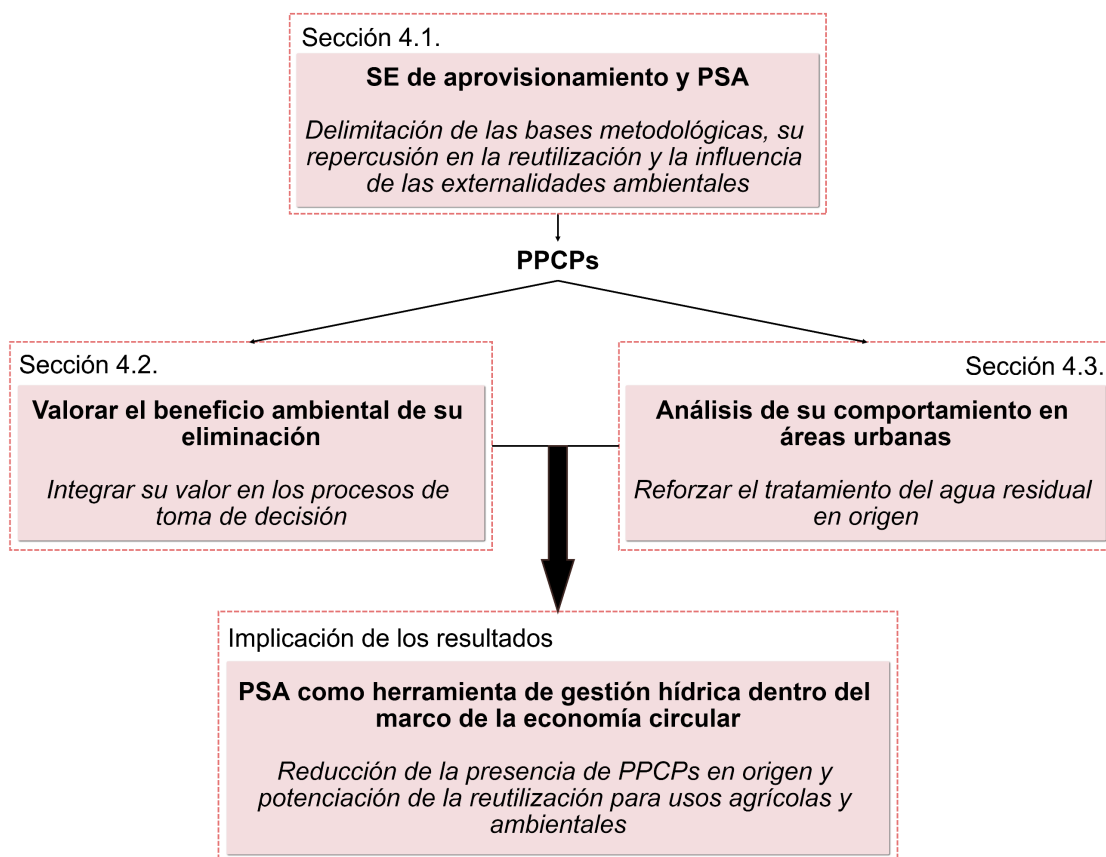 Sección 4.1.
SE de aprovisionamiento y PSA
Delimitación de las bases metodológicas, su
repercusión en la reutilización y la influencia
de las externalidades ambientales
PPCPs
Sección 4.2.
Valorar el beneficio ambiental de su
eliminación
Integrar su valor en los procesos de
toma de decisión
Sección 4.3.
Análisis de su comportamiento en
áreas urbanas
Reforzar el tratamiento del agua residual
en origen
Implicación de los resultados
PSA como herramienta de gestión hídrica dentro del
marco de la economía circular
Reducción de la presencia de PPCPs en origen y
potenciación de la reutilización para usos agrícolas y
ambientales